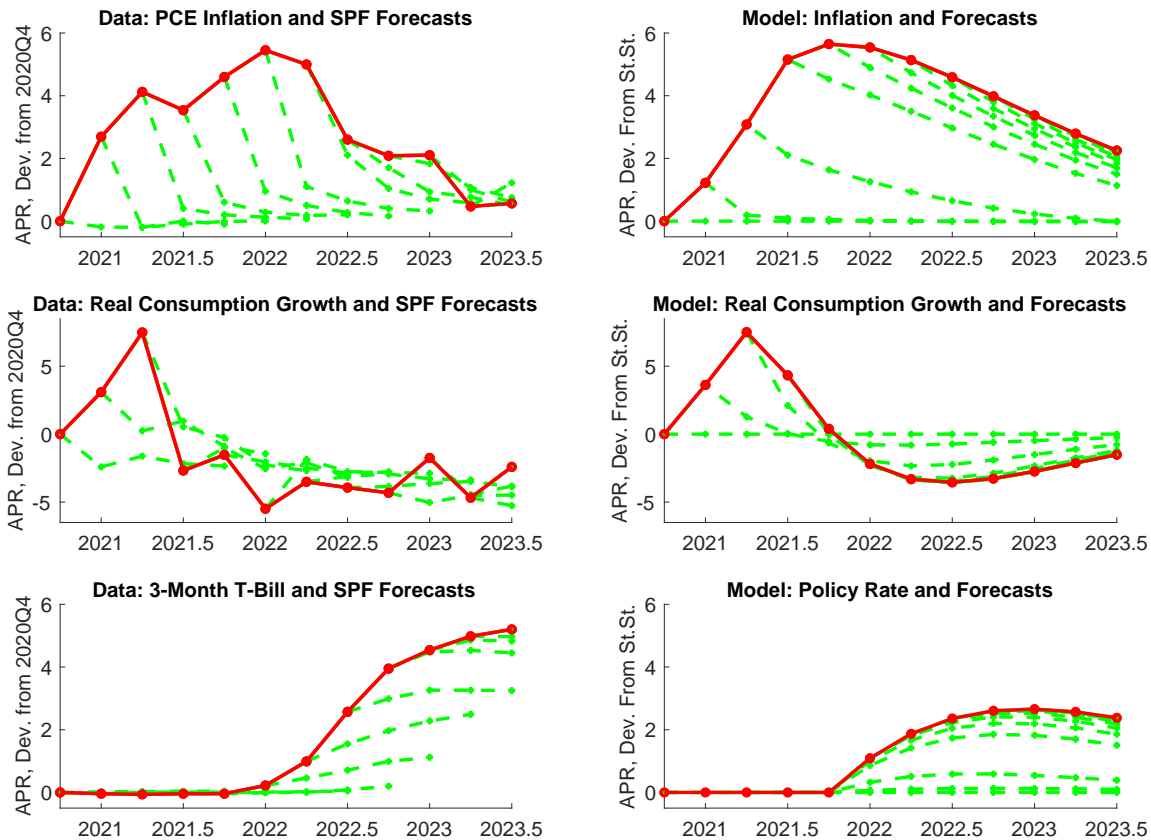 Data: PCE Inflation and SPF Forecasts
APR, Dev. from 2020Q4
6
4
2
0
2021 2021.5 2022 2022.5 2023 2023.5
Model: Inflation and Forecasts
APR, Dev. From St.St.
6
4
2
0
2021 2021.5 2022 2022.5 2023 2023.5
Data: Real Consumption Growth and SPF Forecasts
APR, Dev. from 2020Q4
5
0
-5
2021 2021.5 2022 2022.5 2023 2023.5
Model: Real Consumption Growth and Forecasts
APR, Dev. From St.St.
5
0
-5
2021 2021.5 2022 2022.5 2023 2023.5
Data: 3-Month T-Bill and SPF Forecasts
APR, Dev. from 2020Q4
6
4
2
0
2021 2021.5 2022 2022.5 2023 2023.5
Model: Policy Rate and Forecasts
APR, Dev. From St.St.
6
4
2
0
2021 2021.5 2022 2022.5 2023 2023.5